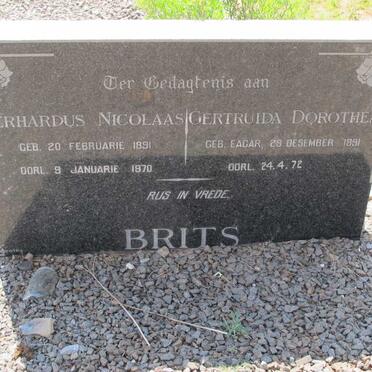 Ter Gedagtenis aan
ERHARDUS NICOLAAS GERTRUIDA DOROTHE
GEB. 20 FEBRUARIE 1891 GEB. EAGAR, 28 DESEMBER 1891
OORL. 9 JANUARIE 1970 OORL. 24.4.72
RUS IN VREDE.
BRITS